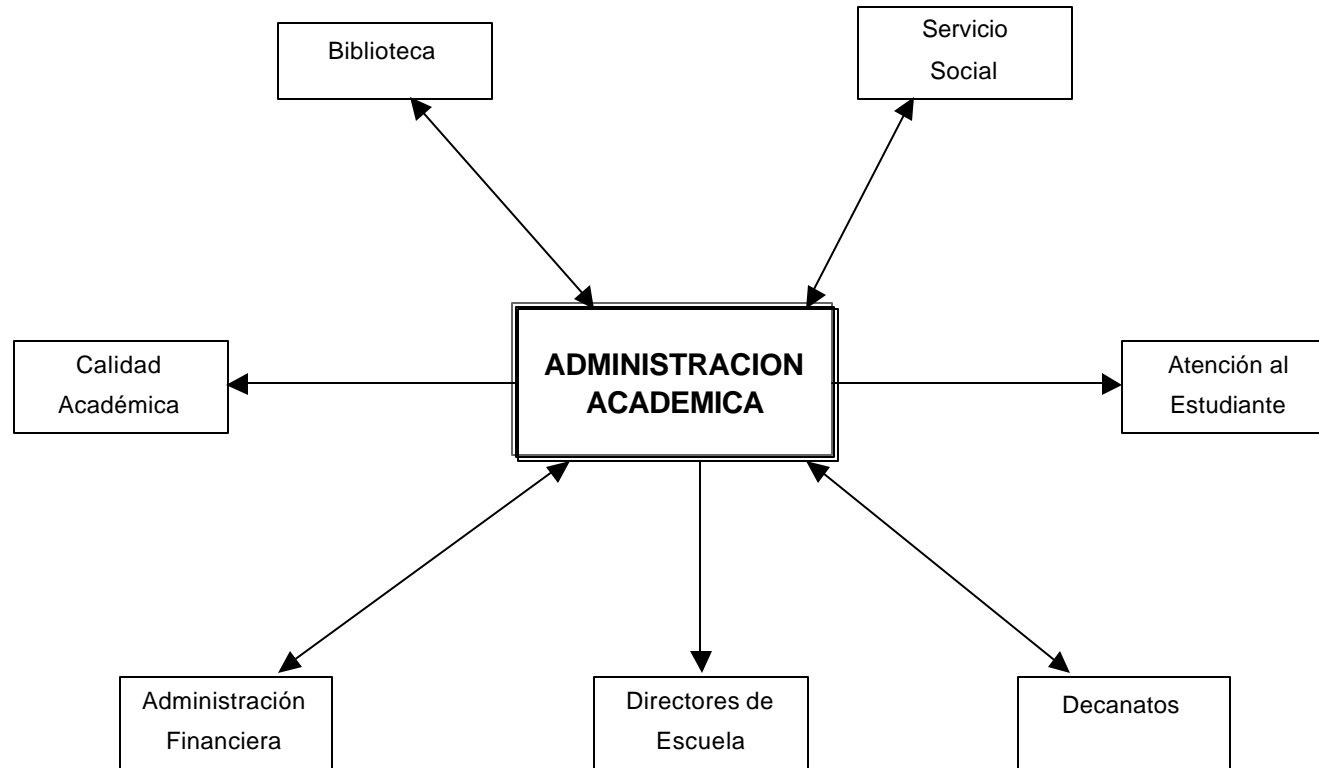 Biblioteca
Servicio
Social
ADMINISTRACION
ACADEMICA
Calidad
Académica
Atención al
Estudiante
Administración
Financiera
Directores de
Escuela
Decanatos